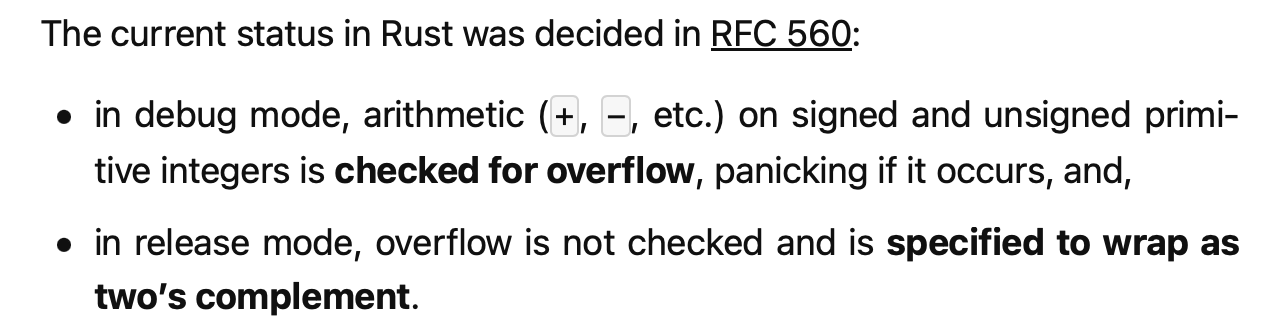 The current status in Rust was decided in RFC 560:
• in debug mode, arithmetic (+, −, etc.) on signed and unsigned primi-
tive integers is checked for overflow, panicking if it occurs, and,
• in release mode, overflow is not checked and is specified to wrap as
two’s complement.